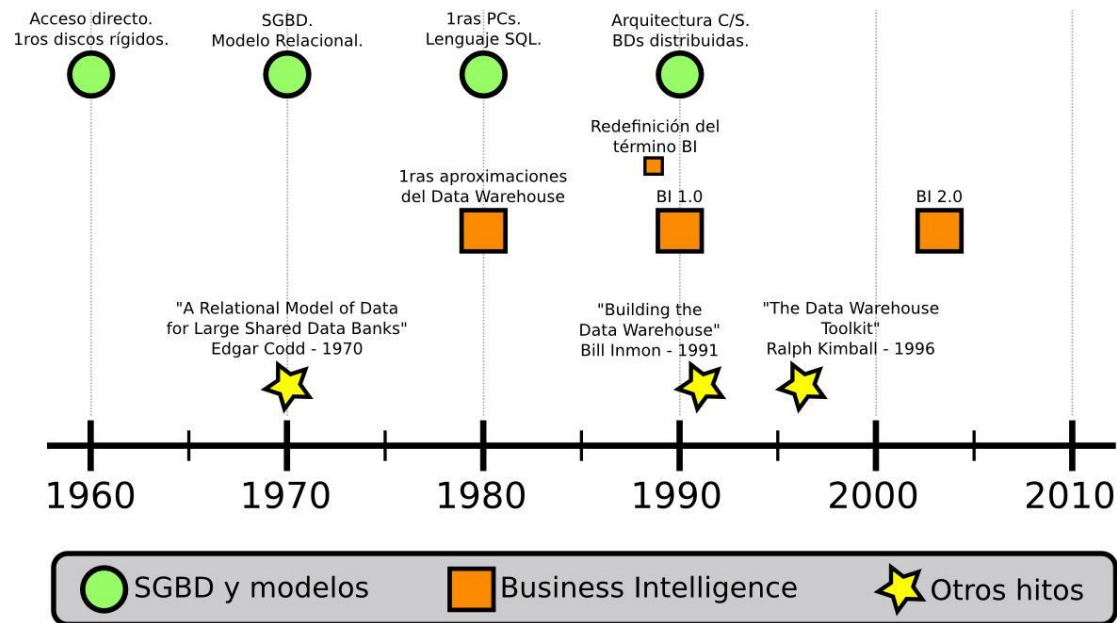 Acceso directo.
1ros discos rígidos.
SGBD.
Modelo Relacional.
1ras PCs.
Lenguaje SQL.
Arquitectura C/S.
BDs distribuidas.
Redefinición del
término BI
1ras aproximaciones
del Data Warehouse
BI 1.0
BI 2.0
"A Relational Model of Data
for Large Shared Data Banks"
Edgar Codd - 1970
"Building the
Data Warehouse"
Bill Inmon - 1991
"The Data Warehouse
Toolkit"
Ralph Kimball - 1996
1960
1970
1980
1990
2000
2010
SGBD y modelos
Business Intelligence
Otros hitos